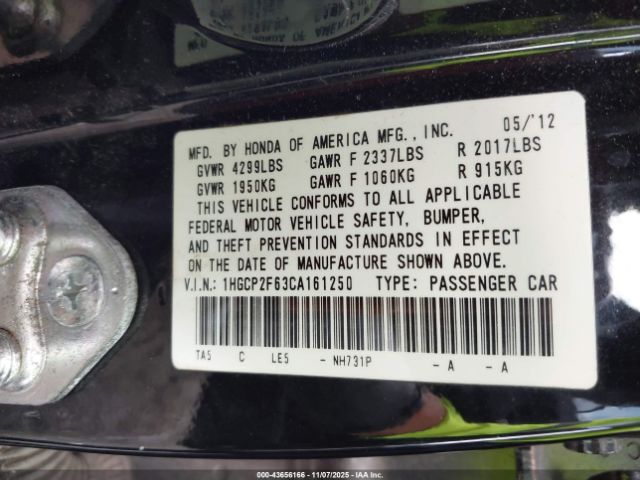 MFD. BY HONDA OF AMERICA MFG., INC. 05/'12
GVWR 4299LBS GAWR F 2337LBS R 2017LBS
GVWR 1950KG GAWR F 1060KG R 915KG
THIS VEHICLE CONFORMS TO ALL APPLICABLE
FEDERAL MOTOR VEHICLE SAFETY, BUMPER,
AND THEFT PREVENTION STANDARDS IN EFFECT
ON THE DATE OF MANUFACTURE SHOWN ABOVE.
V.I.N.: 1HGCP2F63CA161250 TYPE: PASSENGER CAR
TA5 C LE5 - NH731P - A - A
000-43656166 - 11/07/2025 - © IAA Inc.